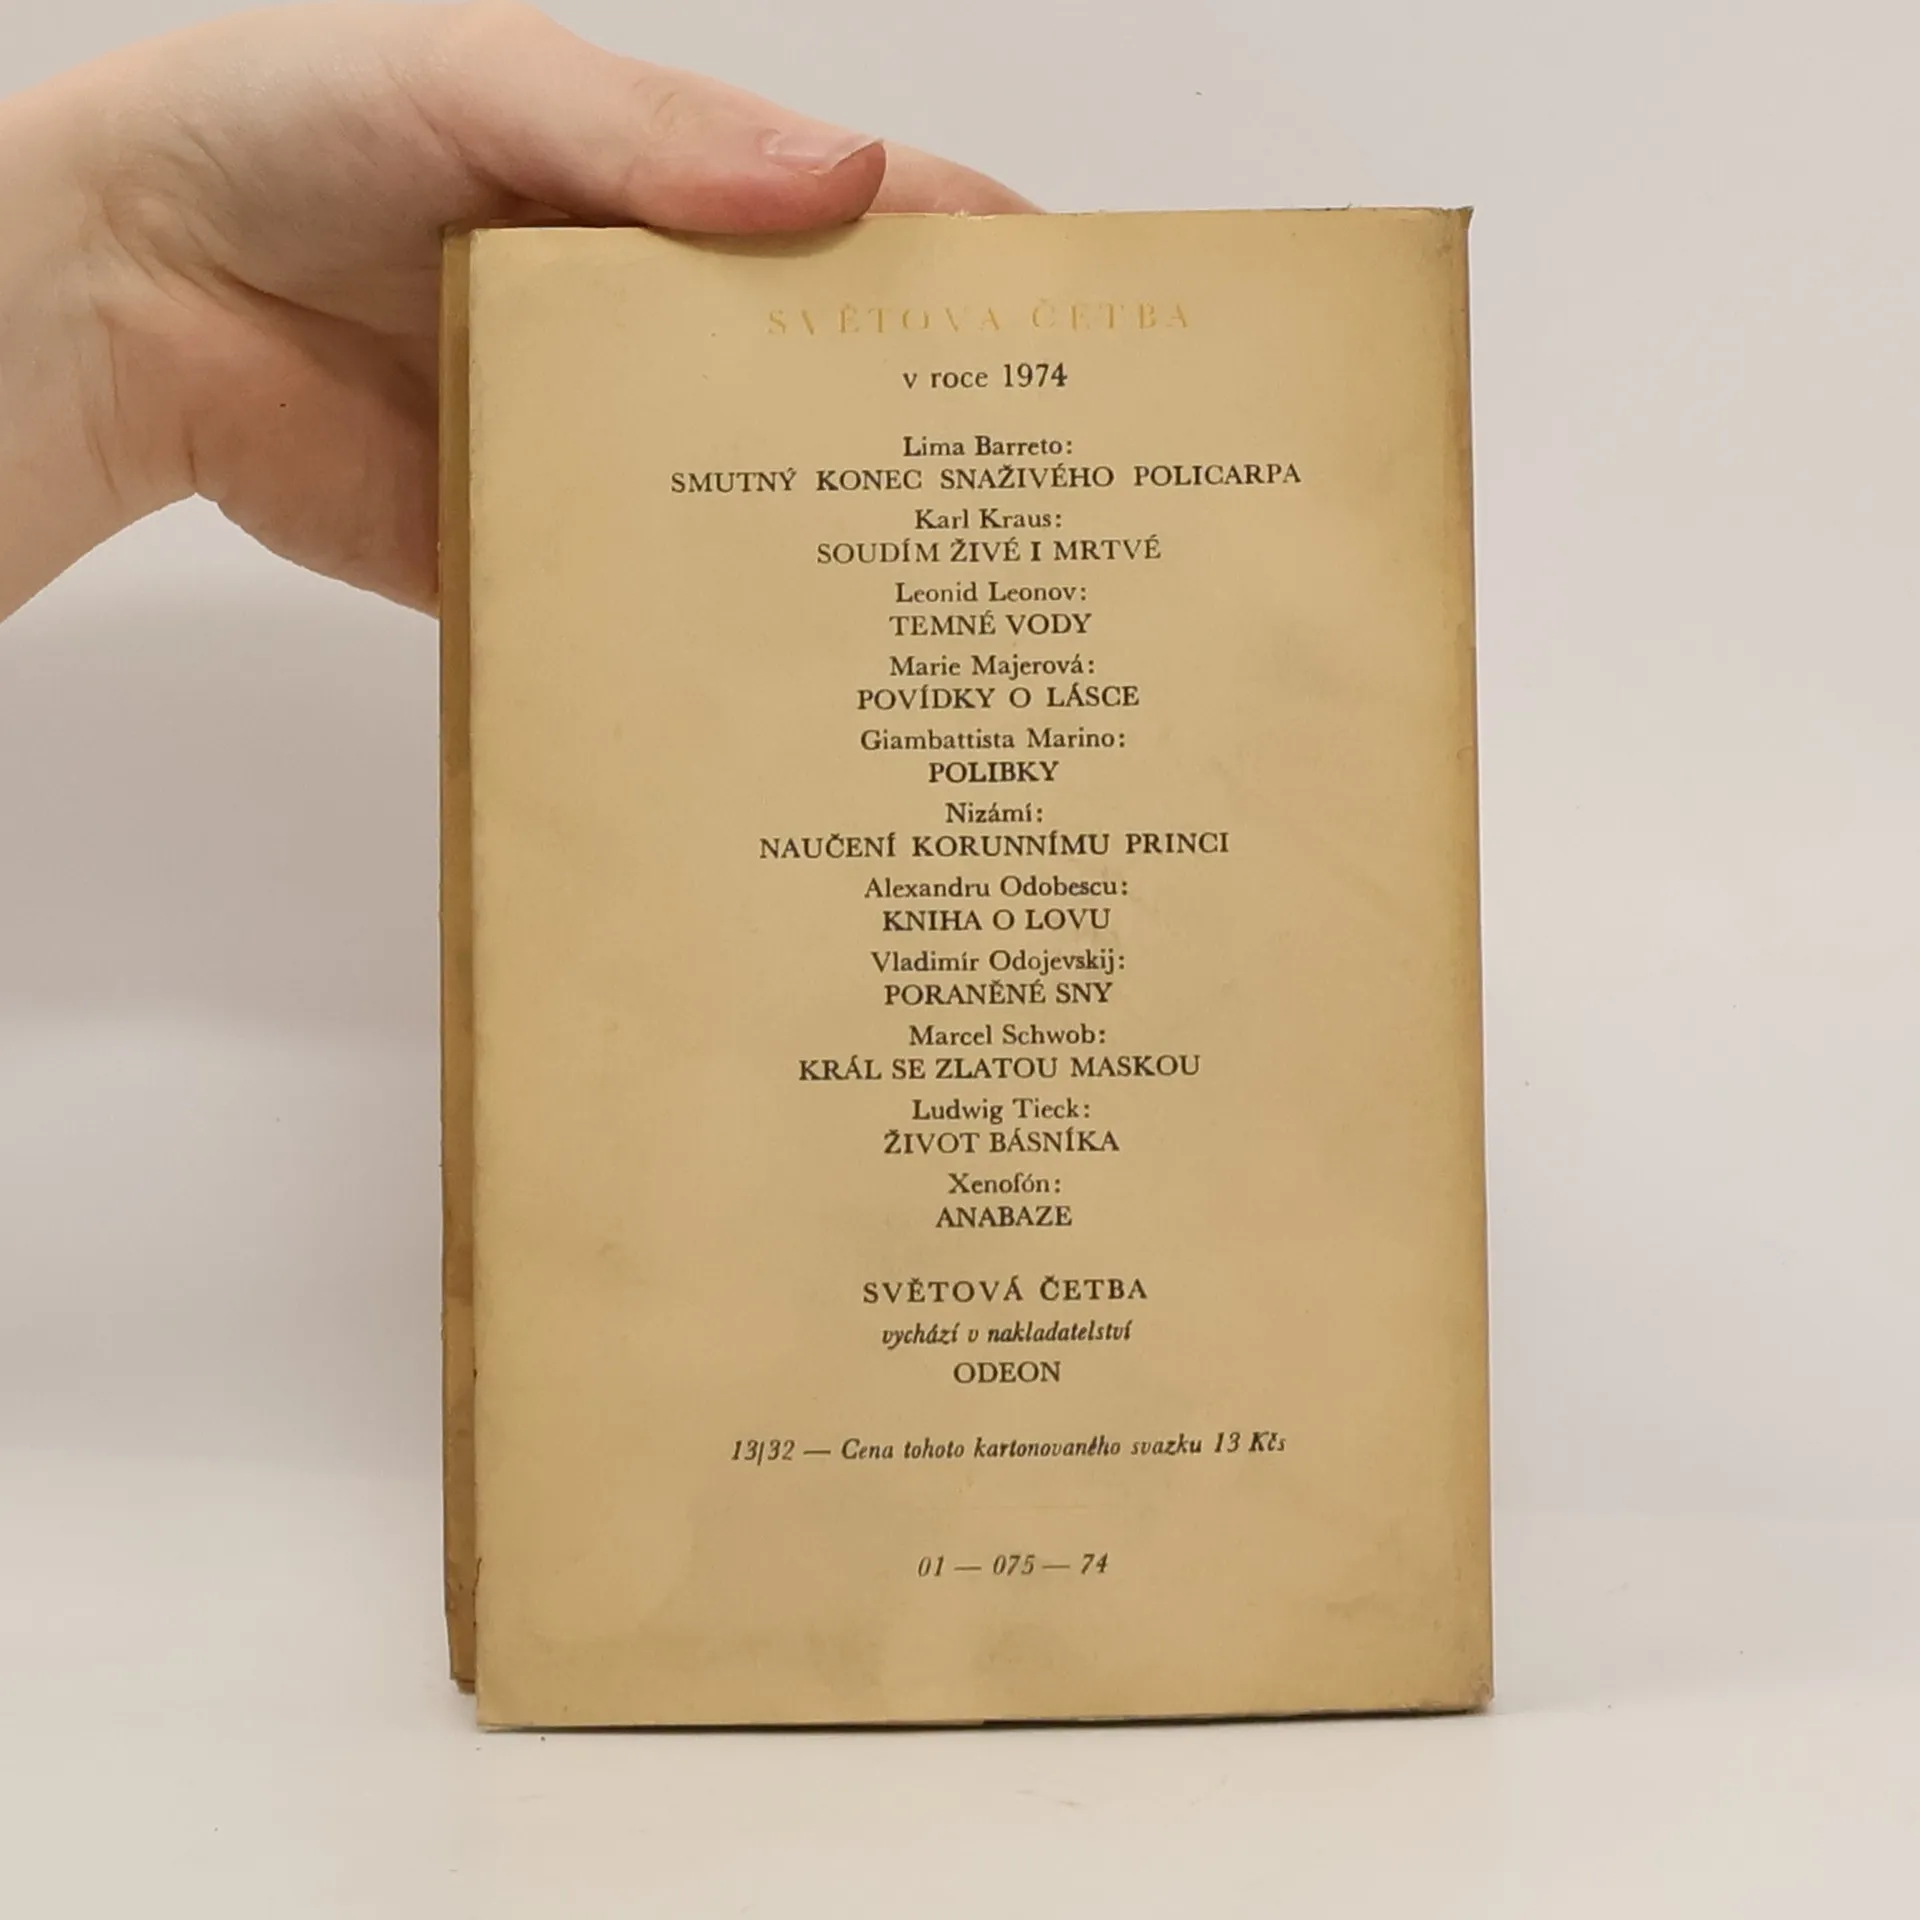 SVĚTOVÁ ČETBA
v roce 1974
Lima Barreto:
SMUTNÝ KONEC SNAŽIVÉHO POLICARPA
Karl Kraus:
SOUDÍM ŽIVÉ I MRTVÉ
Leonid Leonov:
TEMNÉ VODY
Marie Majerová:
POVÍDKY O LÁSCE
Giambattista Marino:
POLIBKY
Nizámí:
NAUČENÍ KORUNNÍMU PRINCI
Alexandru Odobescu:
KNIHA O LOVU
Vladimír Odojevskij:
PORANĚNÉ SNY
Marcel Schwob:
KRÁL SE ZLATOU MASKOU
Ludwig Tieck:
ŽIVOT BÁSNÍKA
Xenofón:
ANABAZE
SVĚTOVÁ ČETBA
vychází v nakladatelství
ODEON
13/32 — Cena tohoto kartonovaného svazku 13 Kčs
01 — 075 — 74